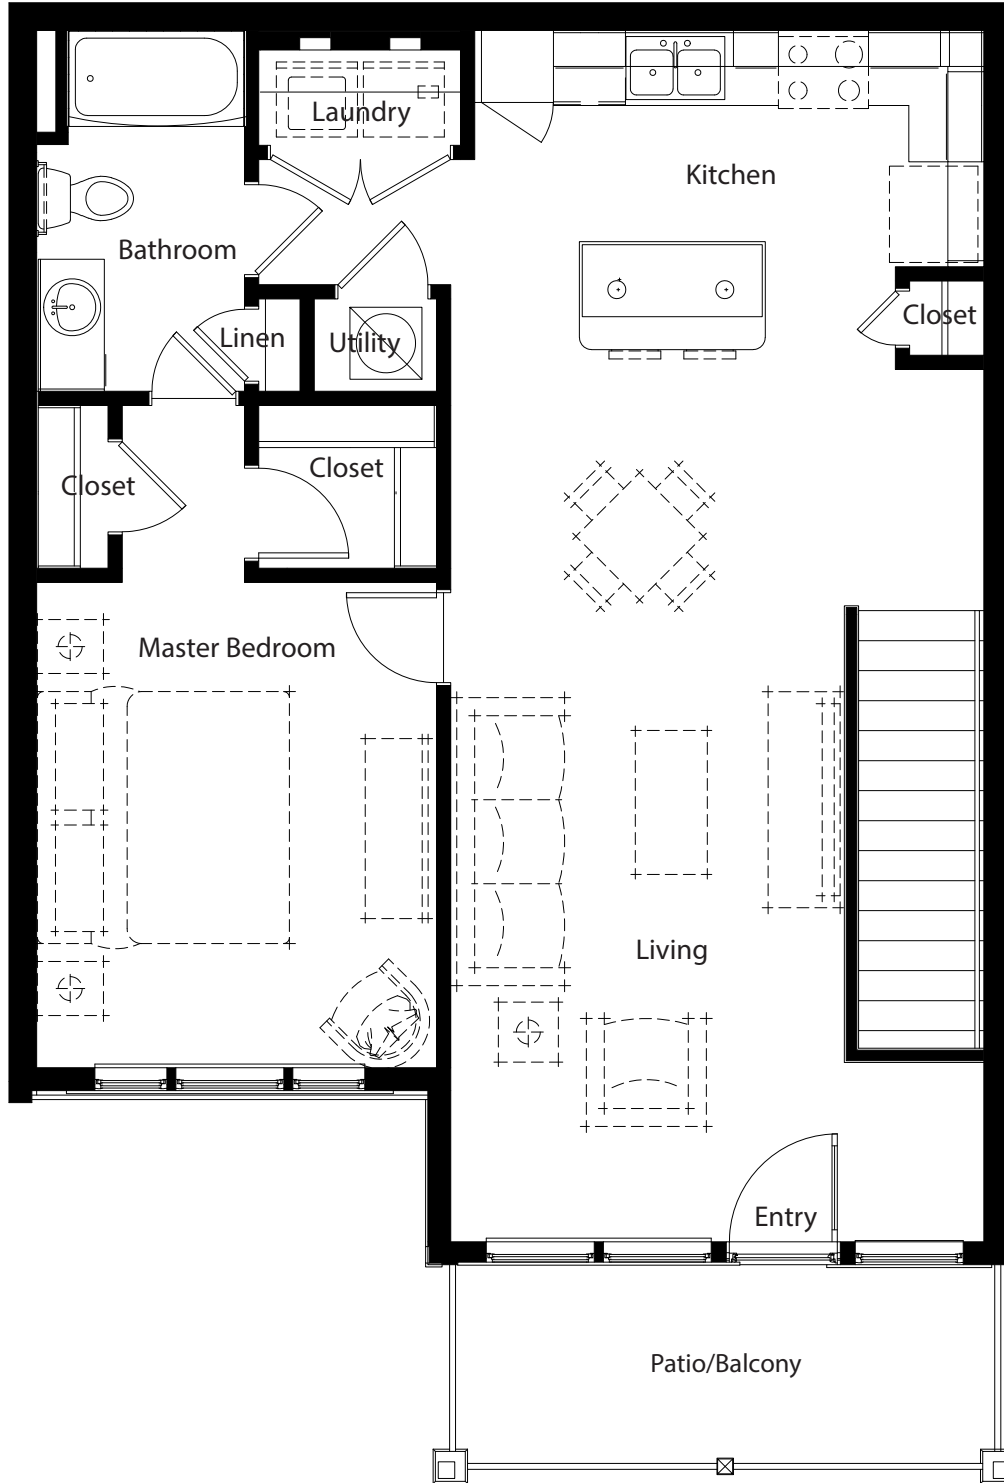 Laundry
Kitchen
Bathroom
Linen
Utility
Closet
Closet
Closet
Master Bedroom
Living
Entry
Patio/Balcony